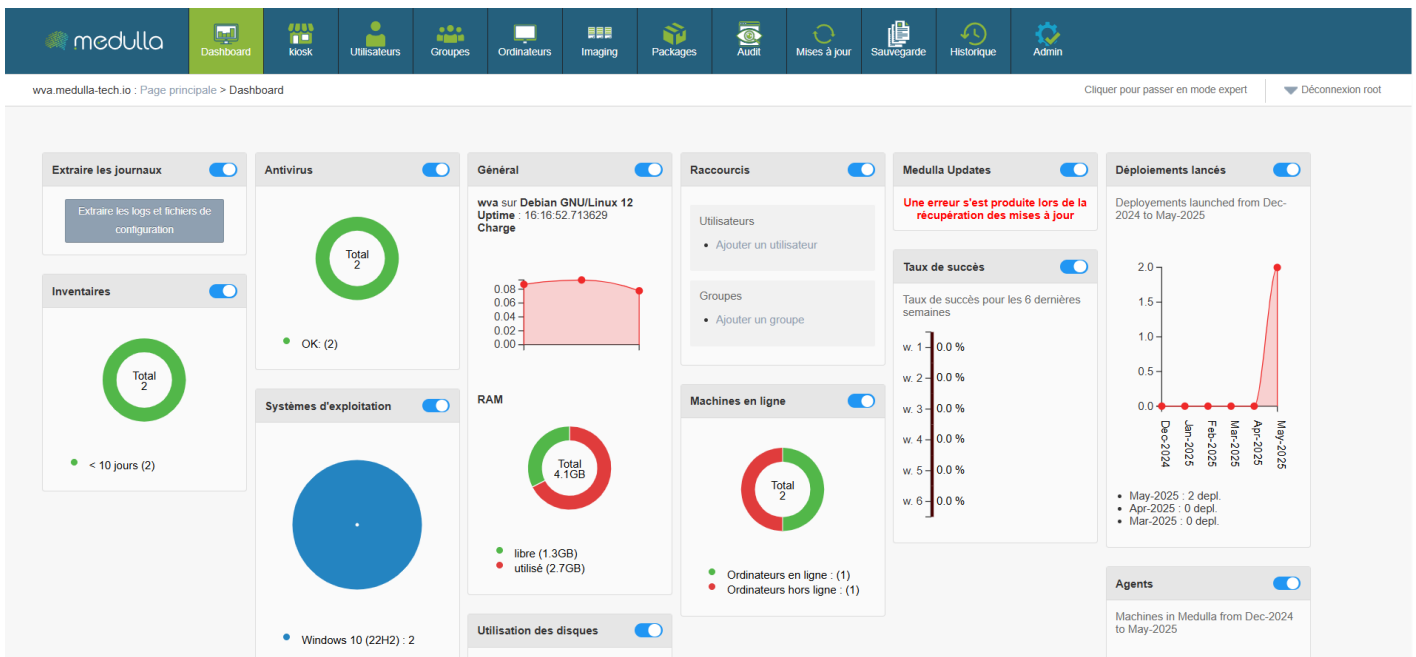 medulla
Dashboard
kiosk
Utilisateurs
Groupes
Ordinateurs
Imaging
Packages
Audit
Mises à jour
Sauvegarde
Historique
Admin
wva.medulla-tech.io : Page principale > Dashboard
Cliquer pour passer en mode expert
Déconnexion root
Extraire les journaux
Extraire les logs et fichiers de
configuration
Inventaires
Total
2
< 10 jours (2)
Antivirus
Total
2
OK: (2)
Systèmes d'exploitation
Windows 10 (22H2) : 2
Général
wva sur Debian GNU/Linux 12
Uptime : 16:16:52.713629
Charge
0.08
0.06
0.04
0.02
0.00
RAM
Total
4.1GB
libre (1.3GB)
utilisé (2.7GB)
Utilisation des disques
Raccourcis
Utilisateurs
Ajouter un utilisateur
Groupes
Ajouter un groupe
Machines en ligne
Total
2
Ordinateurs en ligne : (1)
Ordinateurs hors ligne : (1)
Medulla Updates
Une erreur s'est produite lors de la
récupération des mises à jour
Taux de succès
Taux de succès pour les 6 dernières
semaines
w. 1 0.0 %
w. 2 0.0 %
w. 3 0.0 %
w. 4 0.0 %
w. 5 0.0 %
w. 6 0.0 %
Déploiements lancés
Deployements launched from Dec-
2024 to May-2025
2.0
1.5
1.0
0.5
0.0
Dec-2024
Jan-2025
Feb-2025
Mar-2025
Apr-2025
May-2025
May-2025 : 2 depl.
Apr-2025 : 0 depl.
Mar-2025 : 0 depl.
Agents
Machines in Medulla from Dec-2024
to May-2025